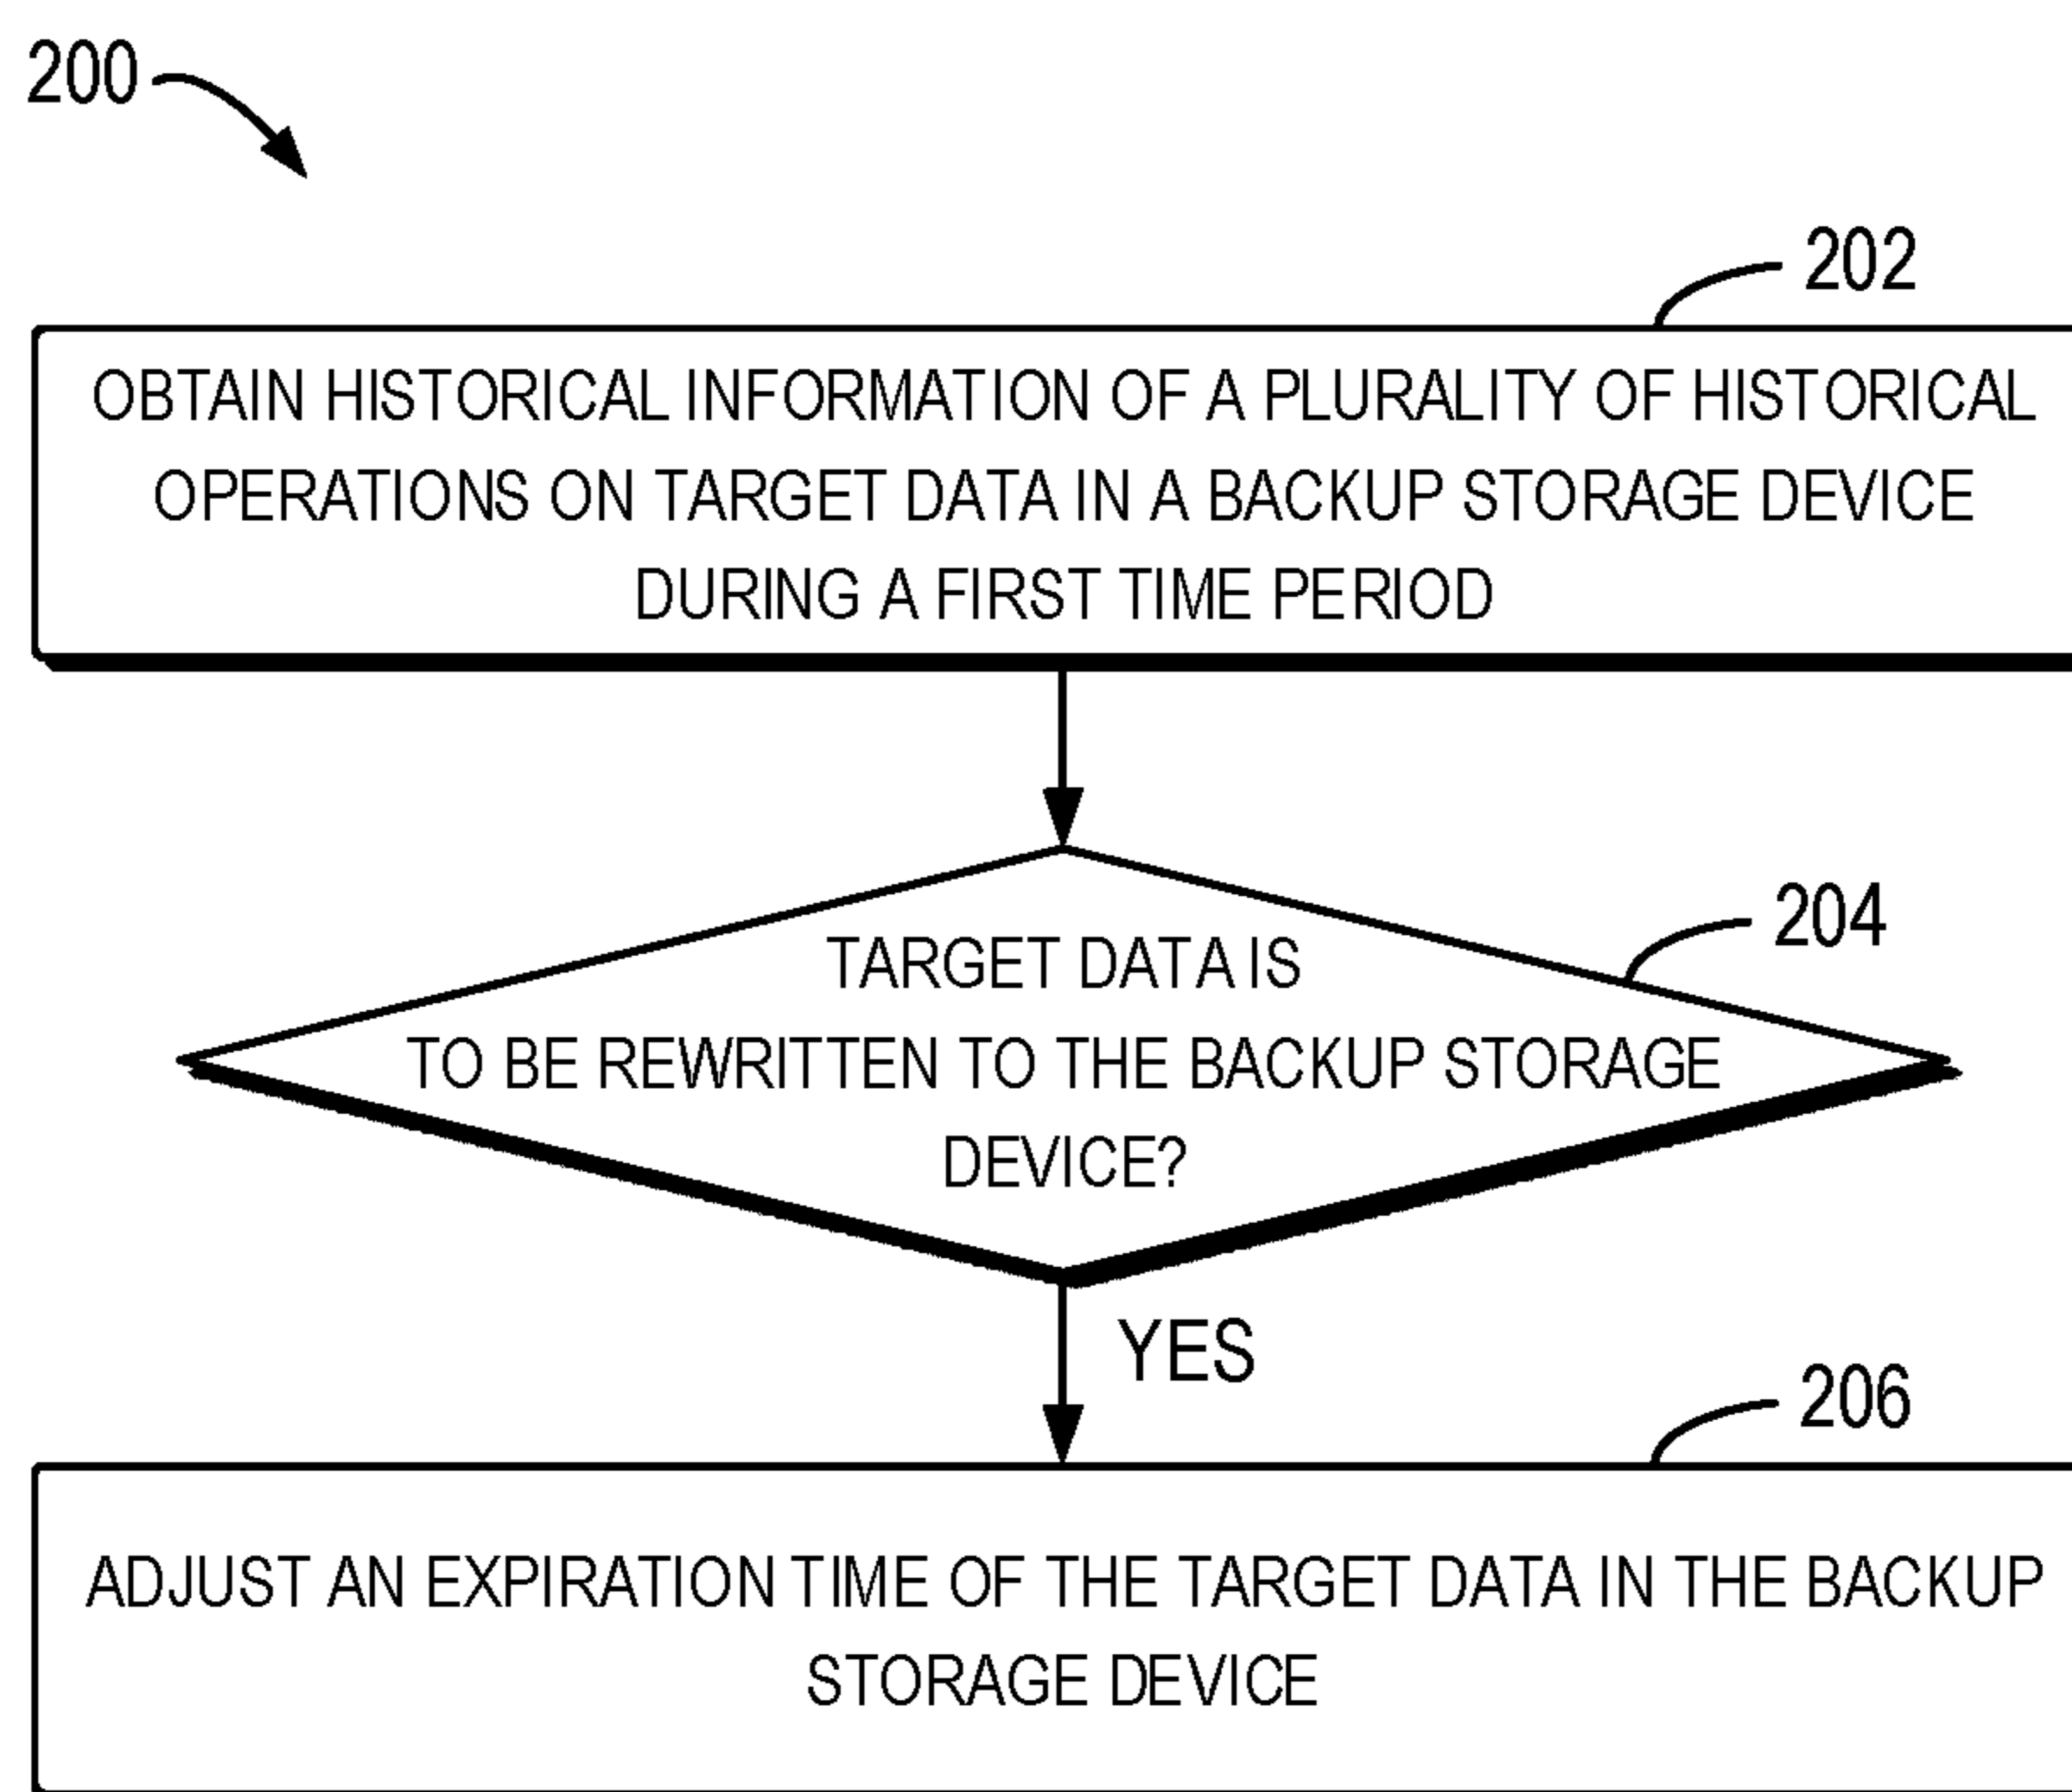 200
202
OBTAIN HISTORICAL INFORMATION OF A PLURALITY OF HISTORICAL
OPERATIONS ON TARGET DATA IN A BACKUP STORAGE DEVICE
DURING A FIRST TIME PERIOD
204
TARGET DATA IS
TO BE REWRITTEN TO THE BACKUP STORAGE
DEVICE?
YES
206
ADJUST AN EXPIRATION TIME OF THE TARGET DATA IN THE BACKUP
STORAGE DEVICE